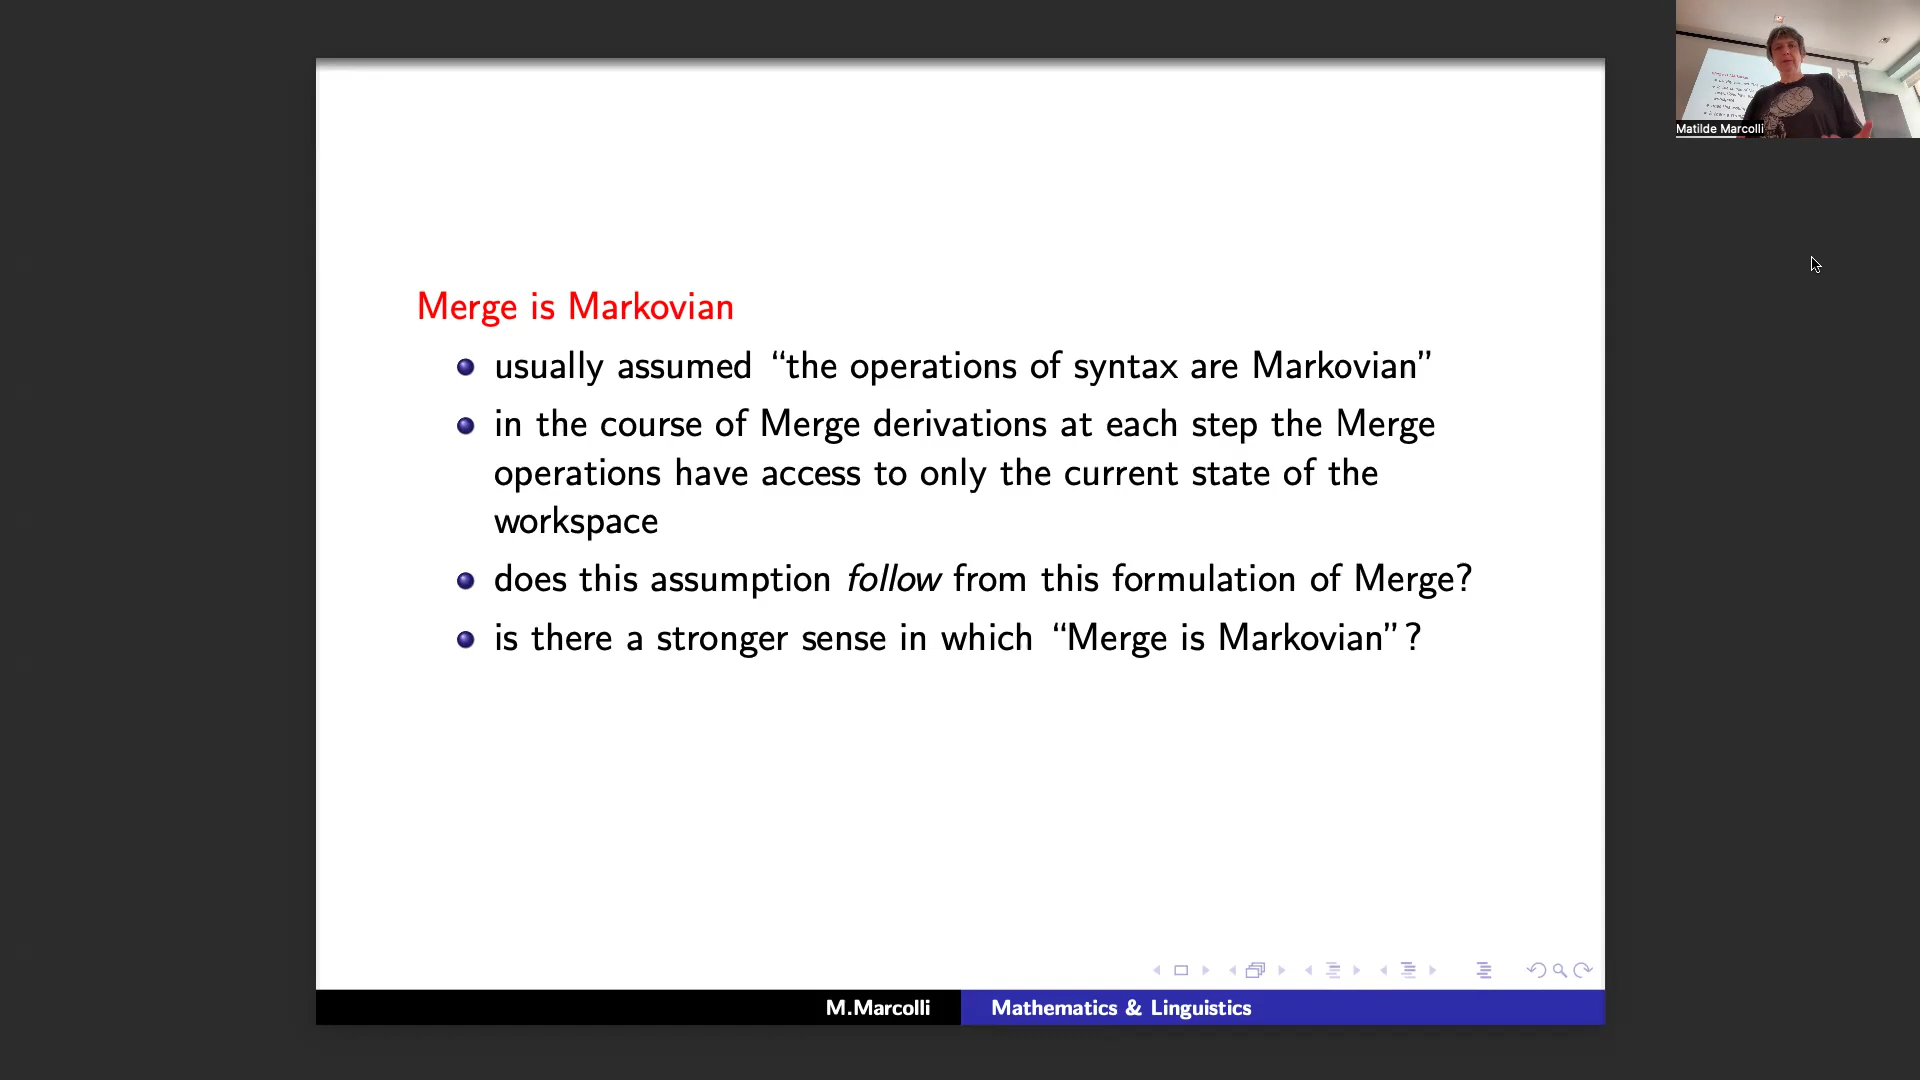 Merge is Markovian
usually assumed “the operations of syntax are Markovian”
in the course of Merge derivations at each step the Merge
operations have access to only the current state of the
workspace
does this assumption follow from this formulation of Merge?
is there a stronger sense in which “Merge is Markovian”?
M.Marcolli
Mathematics & Linguistics
Matilde Marcolli